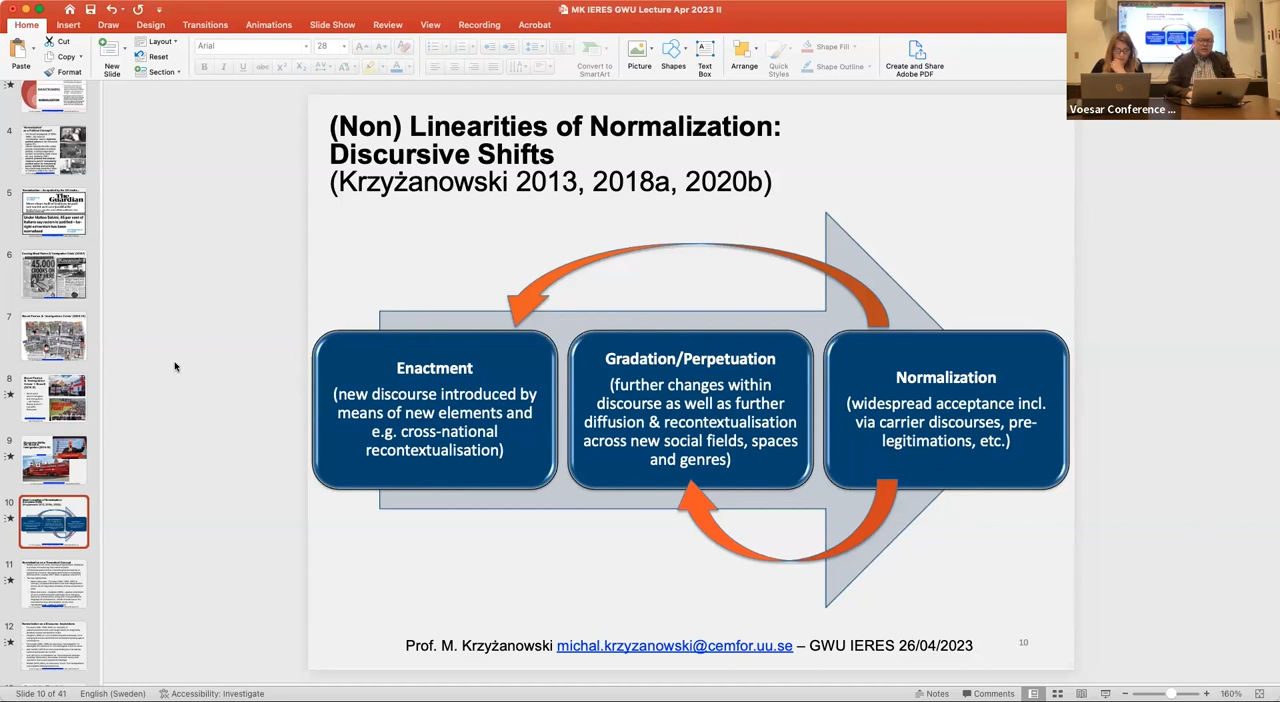 MK IERES GWU Lecture Apr 2023 II
Home Insert Draw Design Transitions Animations Slide Show Review View Recording Acrobat
Paste
Cut
Copy
Format
New Slide
Layout
Reset
Section
Arial 28
Convert to SmartArt
Picture
Shapes
Text Box
Arrange
Quick Styles
Shape Fill
Shape Outline
Create and Share Adobe PDF
Voesar Conference ...
4
5
The Guardian
6
45,000
7
8
9
10
11
12
(Non) Linearities of Normalization:
Discursive Shifts
(Krzyżanowski 2013, 2018a, 2020b)
Enactment
(new discourse introduced by
means of new elements and
e.g. cross-national
recontextualisation)
Gradation/Perpetuation
(further changes within
discourse as well as further
diffusion & recontextualisation
across new social fields, spaces
and genres)
Normalization
(widespread acceptance incl.
via carrier discourses, pre-
legitimations, etc.)
Prof. M. Krzyżanowski michal.krzyzanowski@cemfor.uu.se – GWU IERES 26/04/2023
10
Slide 10 of 41 English (Sweden) Accessibility: Investigate Notes Comments 160%